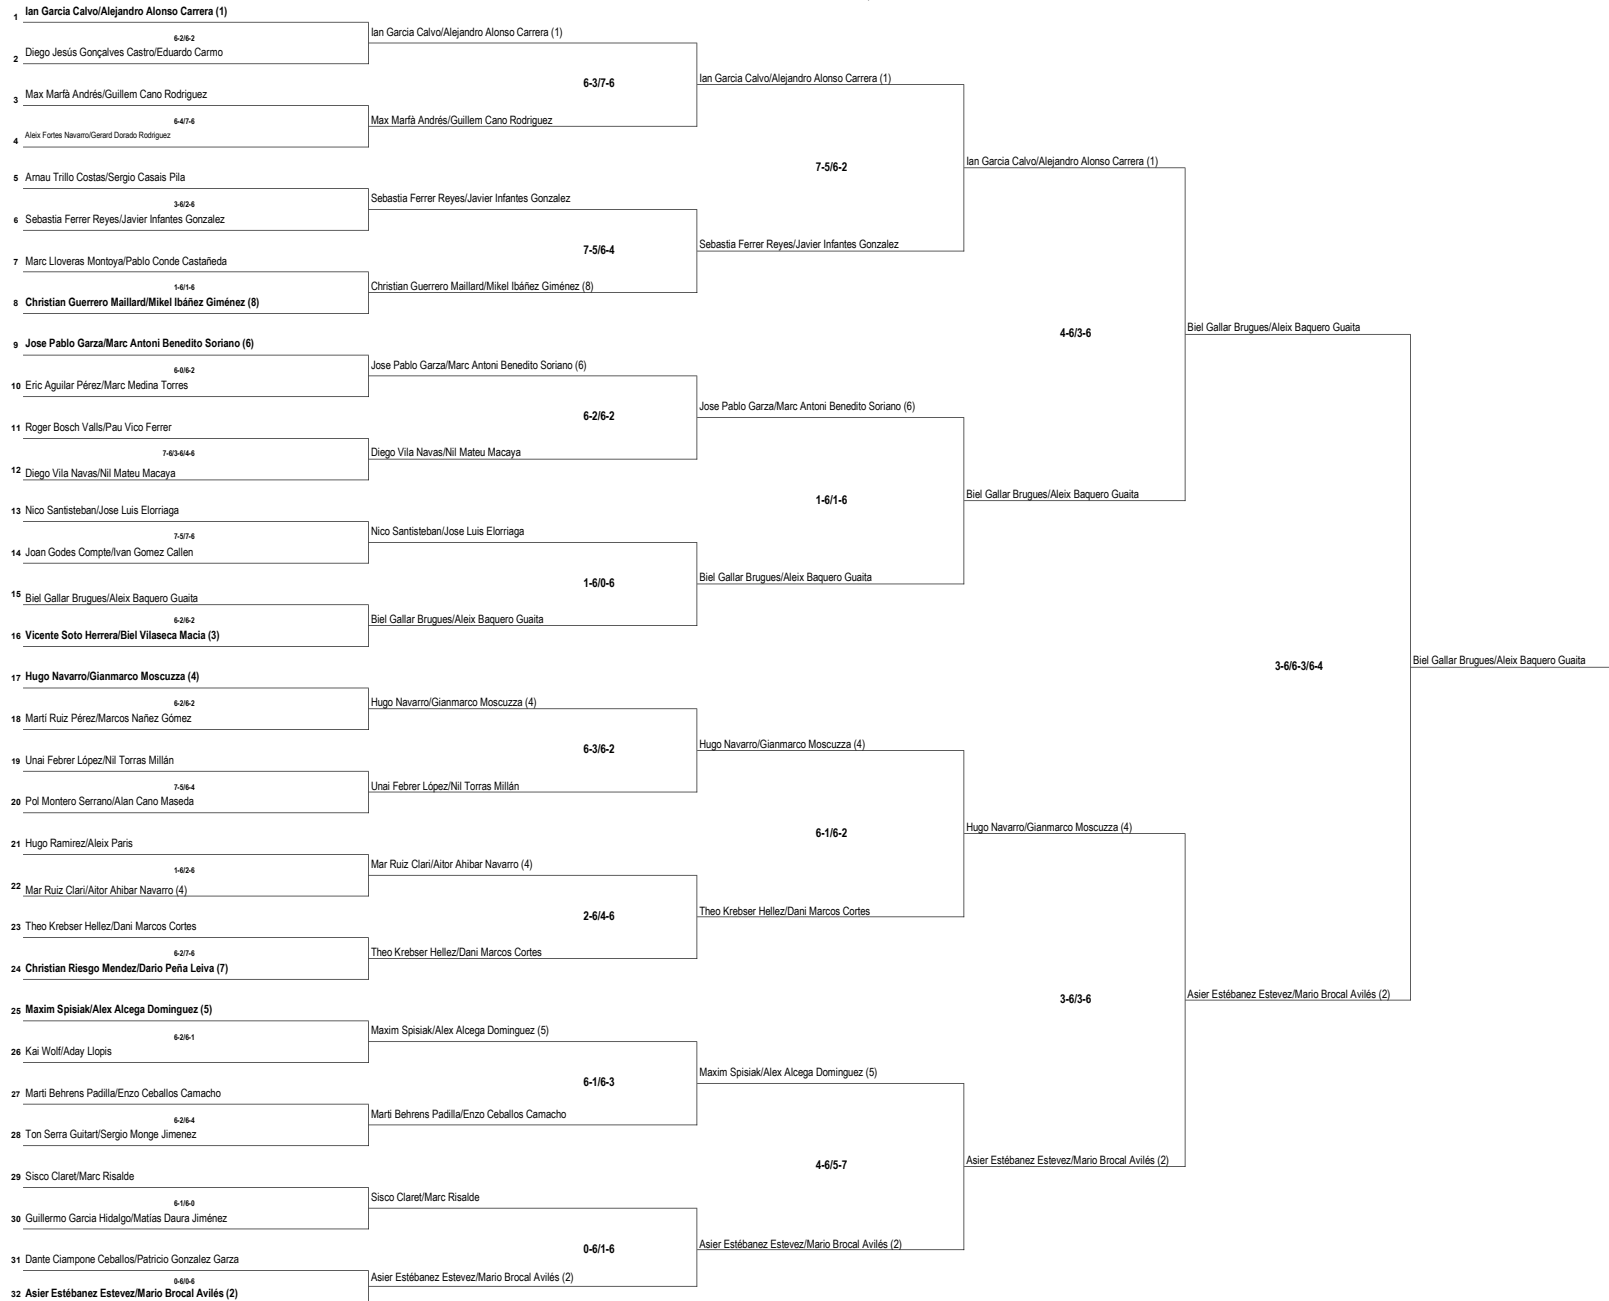 1 Ian Garcia Calvo/Alejandro Alonso Carrera (1)
6-2/6-2
2 Diego Jesús Gonçalves Castro/Eduardo Carmo
3 Max Marfà Andrés/Guillem Cano Rodriguez
6-4/7-6
4 Aleix Fortes Navarro/Gerard Dorado Rodriguez
5 Arnau Trillo Costas/Sergio Casais Pila
3-6/2-6
6 Sebastia Ferrer Reyes/Javier Infantes Gonzalez
7 Marc Lloveras Montoya/Pablo Conde Castañeda
1-6/1-6
8 Christian Guerrero Maillard/Mikel Ibáñez Giménez (8)
9 Jose Pablo Garza/Marc Antoni Benedito Soriano (6)
6-0/6-2
10 Eric Aguilar Pérez/Marc Medina Torres
11 Roger Bosch Valls/Pau Vico Ferrer
7-6/3-6/4-6
12 Diego Vila Navas/Nil Mateu Macaya
13 Nico Santisteban/Jose Luis Elorriaga
7-5/7-6
14 Joan Godes Compte/Ivan Gomez Callen
15 Biel Gallar Brugues/Aleix Baquero Guaita
6-2/6-2
16 Vicente Soto Herrera/Biel Vilaseca Macia (3)
17 Hugo Navarro/Gianmarco Moscuzza (4)
6-2/6-2
18 Martí Ruiz Pérez/Marcos Nañez Gómez
19 Unai Febrer López/Nil Torras Millán
7-5/6-4
20 Pol Montero Serrano/Alan Cano Maseda
21 Hugo Ramirez/Aleix Paris
1-6/2-6
22 Mar Ruiz Clari/Aitor Ahibar Navarro (4)
23 Theo Krebser Hellez/Dani Marcos Cortes
6-2/7-6
24 Christian Riesgo Mendez/Dario Peña Leiva (7)
25 Maxim Spisiak/Alex Alcega Dominguez (5)
6-2/6-1
26 Kai Wolf/Aday Llopis
27 Marti Behrens Padilla/Enzo Ceballos Camacho
6-2/6-4
28 Ton Serra Guitart/Sergio Monge Jimenez
29 Sisco Claret/Marc Risalde
6-1/6-0
30 Guillermo Garcia Hidalgo/Matías Daura Jiménez
31 Dante Ciampone Ceballos/Patricio Gonzalez Garza
0-6/0-6
32 Asier Estébanez Estevez/Mario Brocal Avilés (2)
Ian Garcia Calvo/Alejandro Alonso Carrera (1)
6-3/7-6
Max Marfà Andrés/Guillem Cano Rodriguez
Sebastia Ferrer Reyes/Javier Infantes Gonzalez
7-5/6-4
Christian Guerrero Maillard/Mikel Ibáñez Giménez (8)
Jose Pablo Garza/Marc Antoni Benedito Soriano (6)
6-2/6-2
Diego Vila Navas/Nil Mateu Macaya
Nico Santisteban/Jose Luis Elorriaga
1-6/0-6
Biel Gallar Brugues/Aleix Baquero Guaita
Hugo Navarro/Gianmarco Moscuzza (4)
6-3/6-2
Unai Febrer López/Nil Torras Millán
Mar Ruiz Clari/Aitor Ahibar Navarro (4)
2-6/4-6
Theo Krebser Hellez/Dani Marcos Cortes
Maxim Spisiak/Alex Alcega Dominguez (5)
6-1/6-3
Marti Behrens Padilla/Enzo Ceballos Camacho
Sisco Claret/Marc Risalde
0-6/1-6
Asier Estébanez Estevez/Mario Brocal Avilés (2)
Ian Garcia Calvo/Alejandro Alonso Carrera (1)
7-5/6-2
Sebastia Ferrer Reyes/Javier Infantes Gonzalez
Jose Pablo Garza/Marc Antoni Benedito Soriano (6)
1-6/1-6
Biel Gallar Brugues/Aleix Baquero Guaita
Hugo Navarro/Gianmarco Moscuzza (4)
6-1/6-2
Theo Krebser Hellez/Dani Marcos Cortes
Maxim Spisiak/Alex Alcega Dominguez (5)
4-6/5-7
Asier Estébanez Estevez/Mario Brocal Avilés (2)
Ian Garcia Calvo/Alejandro Alonso Carrera (1)
4-6/3-6
Biel Gallar Brugues/Aleix Baquero Guaita
Hugo Navarro/Gianmarco Moscuzza (4)
3-6/3-6
Asier Estébanez Estevez/Mario Brocal Avilés (2)
Biel Gallar Brugues/Aleix Baquero Guaita
3-6/6-3/6-4
Asier Estébanez Estevez/Mario Brocal Avilés (2)
Biel Gallar Brugues/Aleix Baquero Guaita